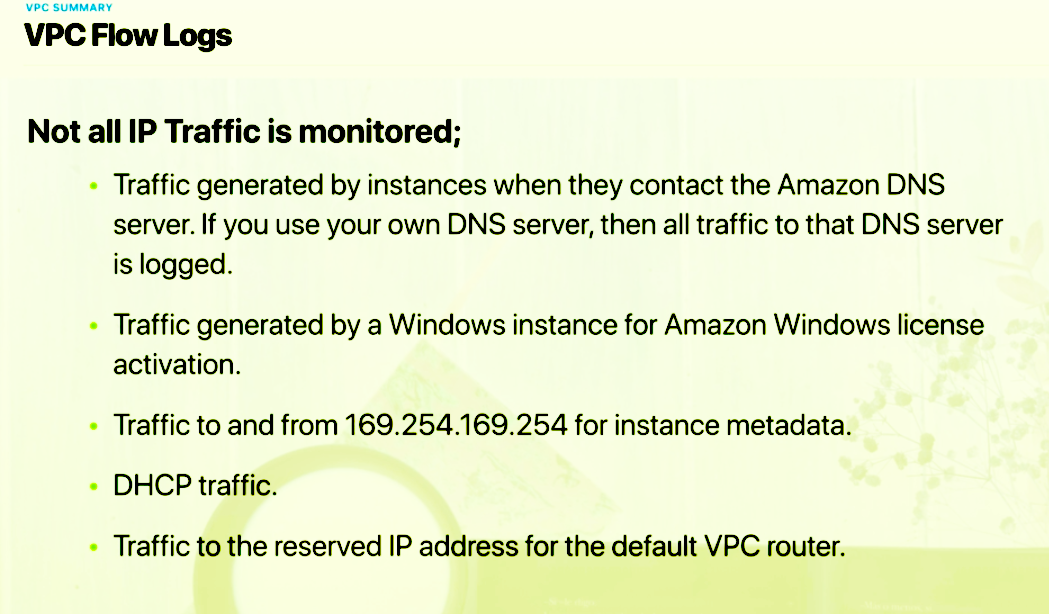 VPC SUMMARY
VPC Flow Logs
Not all IP Traffic is monitored;
• Traffic generated by instances when they contact the Amazon DNS
server. If you use your own DNS server, then all traffic to that DNS server
is logged.
• Traffic generated by a Windows instance for Amazon Windows license
activation.
• Traffic to and from 169.254.169.254 for instance metadata.
• DHCP traffic.
• Traffic to the reserved IP address for the default VPC router.